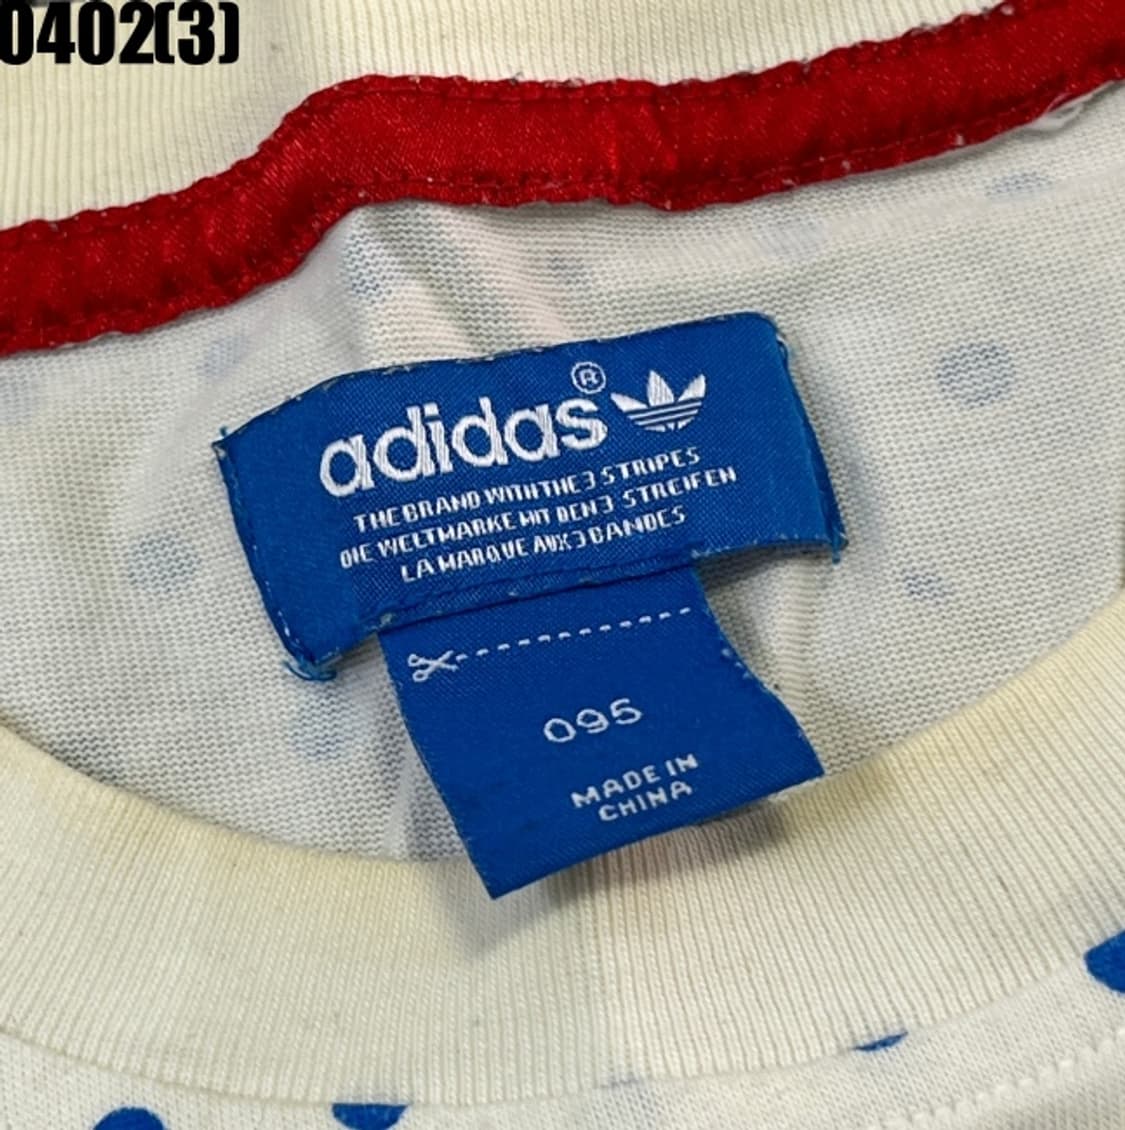 0402(3)
adidas®
THE BRAND WITH THE 3 STRIPES
DIE WELTMARKE MIT DEN 3 STREIFEN
LA MARQUE AUX 3 BANDES
095
MADE IN
CHINA